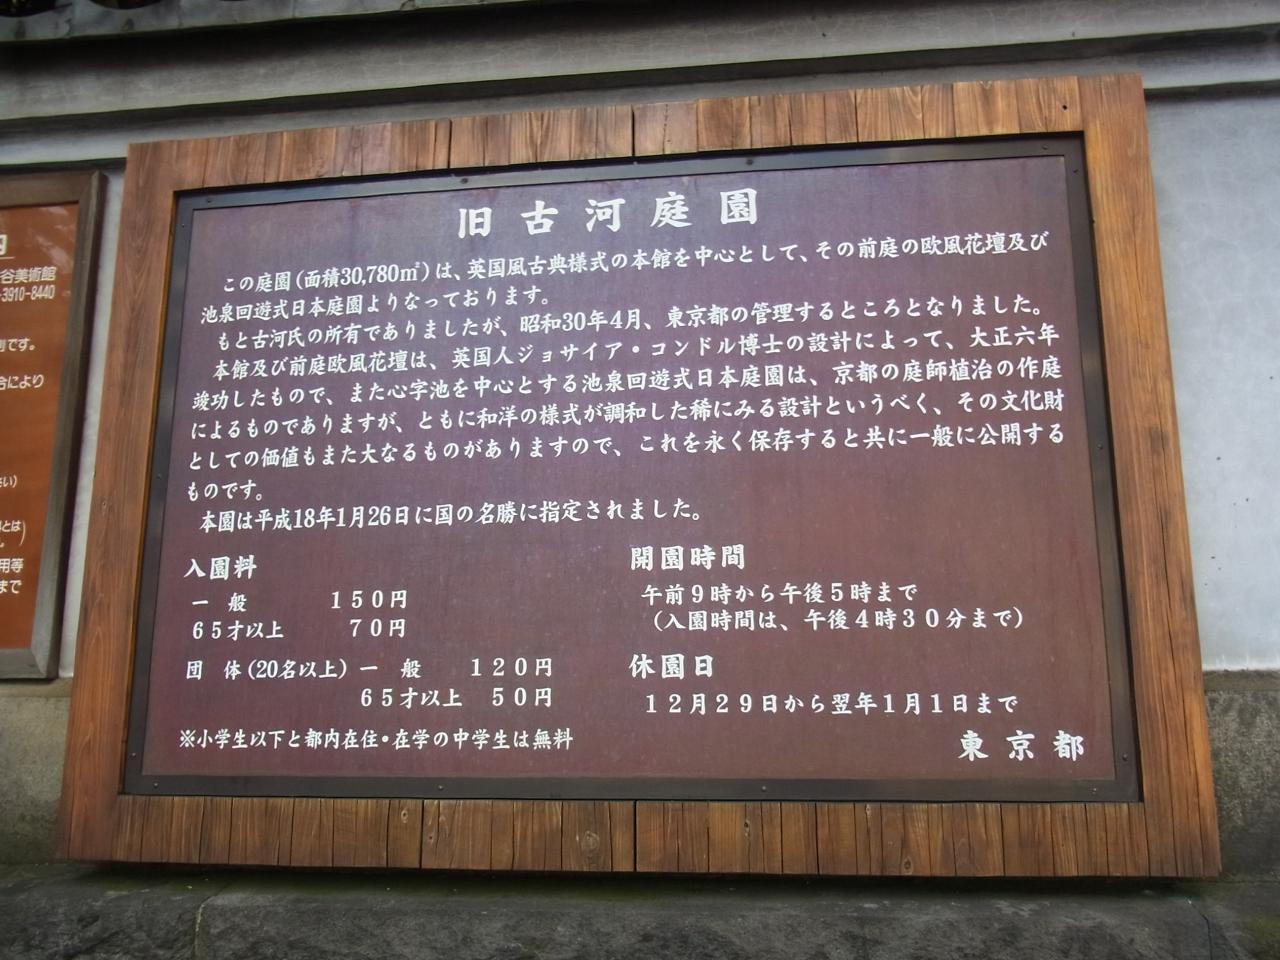 旧古河庭園
この庭園(面積30,780㎡)は、英国風古典様式の本館を中心として、その前庭の欧風花壇及び
池泉回遊式日本庭園よりなっております。
もと古河氏の所有でありましたが、昭和30年4月、東京都の管理するところとなりました。
本館及び前庭欧風花壇は、英国人ジョサイア・コンドル博士の設計によって、大正六年
竣功したもので、また心字池を中心とする池泉回遊式日本庭園は、京都の庭師植治の作庭
によるものでありますが、ともに和洋の様式が調和した稀にみる設計というべく、その文化財
としての価値もまた大なるものがありますので、これを永く保存すると共に一般に公開する
ものです。
本園は平成18年1月26日に国の名勝に指定されました。
入園料
一 般 150円
65才以上 70円
団 体(20名以上) 一 般 120円
65才以上 50円
※小学生以下と都内在住・在学の中学生は無料
開園時間
午前9時から午後5時まで
(入園時間は、午後4時30分まで)
休園日
12月29日から翌年1月1日まで
東京都
谷美術館
-3910-8440
です。
合により
さい)
とは
用等
まで